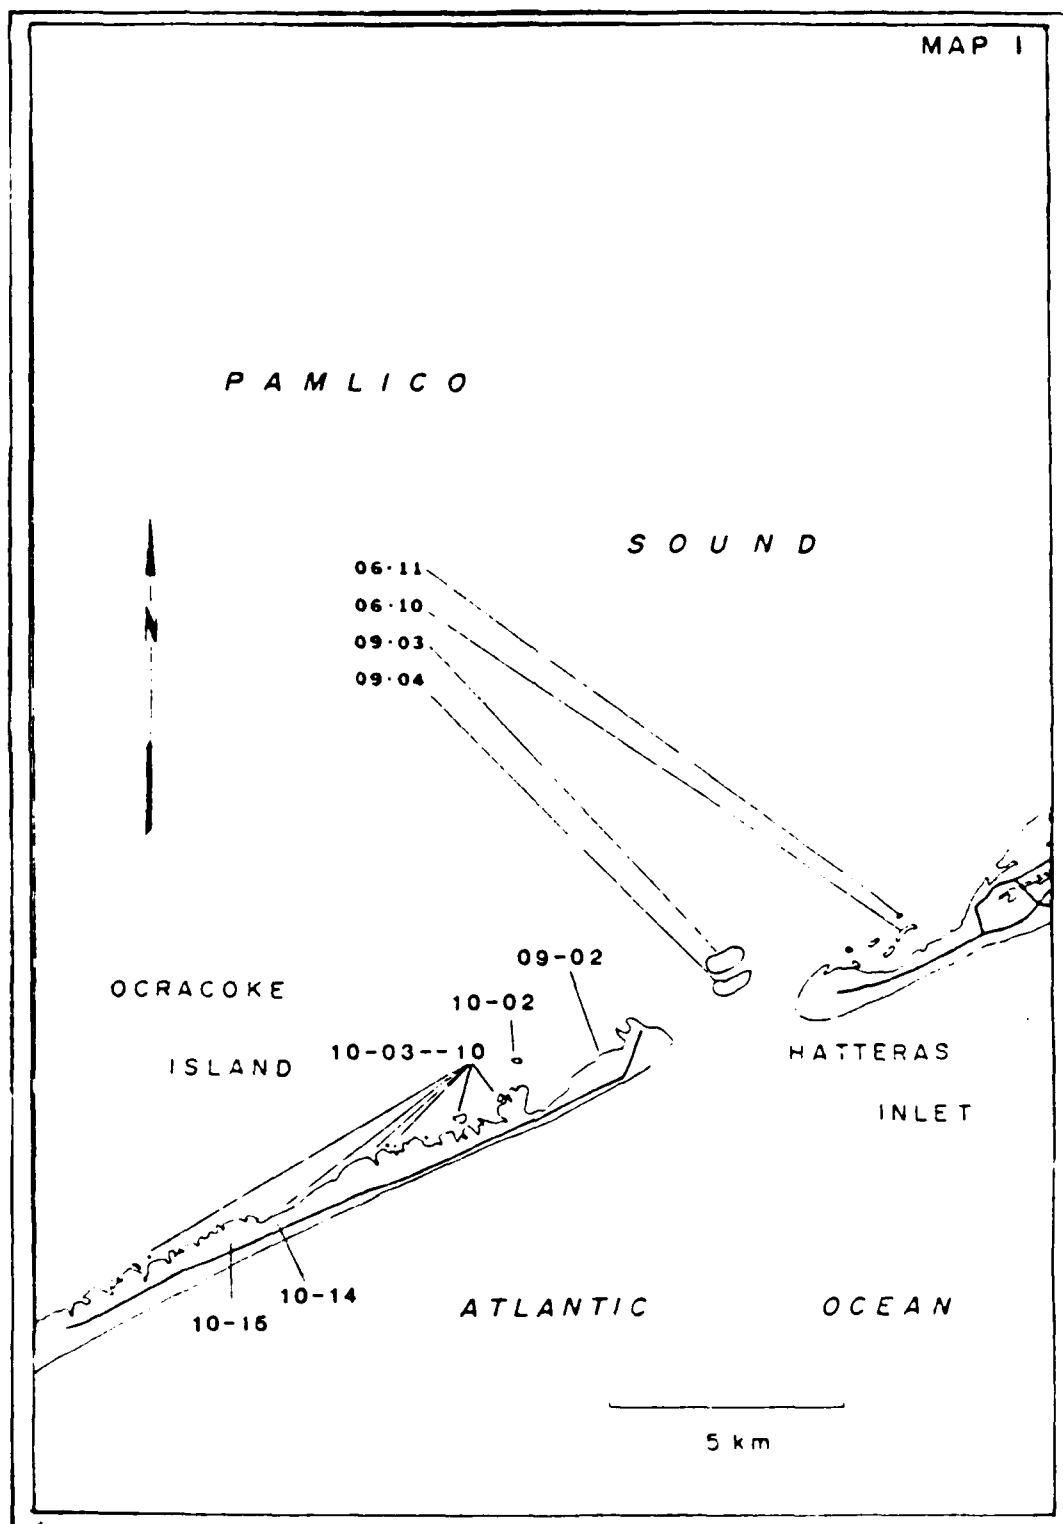 MAP 1
PAMLICO
SOUND
06·11
06·10
09·03
09·04
N
09-02
OCRACOKE
10-02
10-03--10
HATTERAS
ISLAND
INLET
10-14
ATLANTIC OCEAN
10-15
5 km